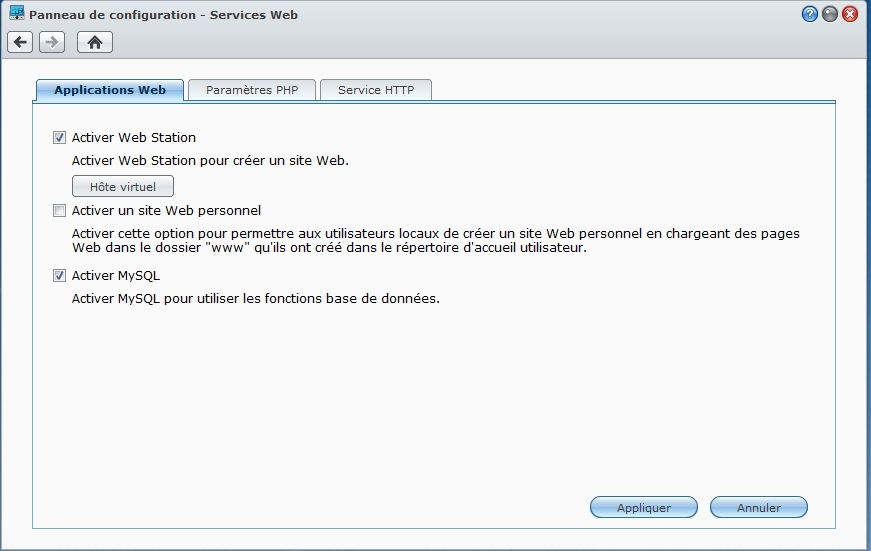 Panneau de configuration - Services Web
Applications Web
Paramètres PHP
Service HTTP
Activer Web Station
Activer Web Station pour créer un site Web.
Hôte virtuel
Activer un site Web personnel
Activer cette option pour permettre aux utilisateurs locaux de créer un site Web personnel en chargeant des pages
Web dans le dossier "www" qu'ils ont créé dans le répertoire d'accueil utilisateur.
Activer MySQL
Activer MySQL pour utiliser les fonctions base de données.
Appliquer
Annuler